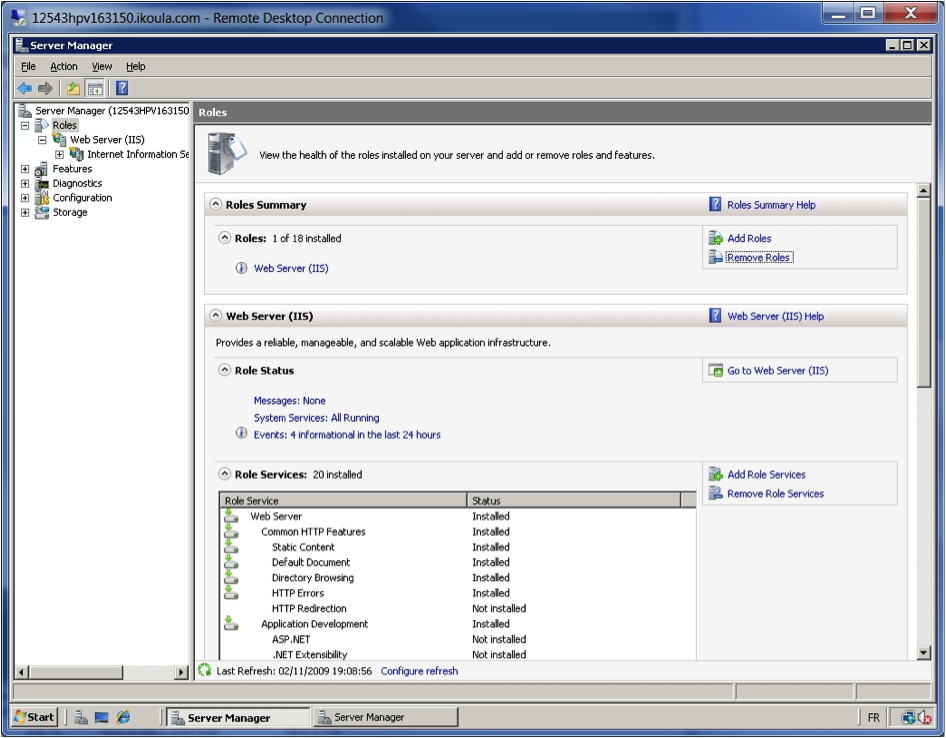 12543hpv163150.ikoula.com - Remote Desktop Connection
Server Manager
File Action View Help
Server Manager (12543HPV163150
Roles
Web Server (IIS)
Internet Information Se
Features
Diagnostics
Configuration
Storage
Roles
View the health of the roles installed on your server and add or remove roles and features.
Roles Summary
Roles Summary Help
Roles: 1 of 18 installed
Add Roles
Remove Roles
Web Server (IIS)
Web Server (IIS)
Web Server (IIS) Help
Provides a reliable, manageable, and scalable Web application infrastructure.
Role Status
Go to Web Server (IIS)
Messages: None
System Services: All Running
Events: 4 informational in the last 24 hours
Role Services: 20 installed
Add Role Services
Remove Role Services
Role Service Status
Web Server Installed
Common HTTP Features Installed
Static Content Installed
Default Document Installed
Directory Browsing Installed
HTTP Errors Installed
HTTP Redirection Not installed
Application Development Installed
ASP.NET Not installed
.NET Extensibility Not installed
Last Refresh: 02/11/2009 19:08:56 Configure refresh
Start Server Manager Server Manager FR